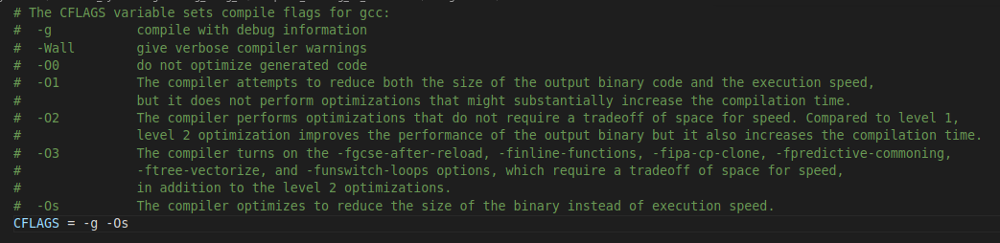 # The CFLAGS variable sets compile flags for gcc:
#  -g           compile with debug information
#  -Wall        give verbose compiler warnings
#  -O0          do not optimize generated code
#  -O1          The compiler attempts to reduce both the size of the output binary code and the execution speed,
#               but it does not perform optimizations that might substantially increase the compilation time.
#  -O2          The compiler performs optimizations that do not require a tradeoff of space for speed. Compared to level 1,
#               level 2 optimization improves the performance of the output binary but it also increases the compilation time.
#  -O3          The compiler turns on the -fgcse-after-reload, -finline-functions, -fipa-cp-clone, -fpredictive-commoning,
#               -ftree-vectorize, and -funswitch-loops options, which require a tradeoff of space for speed,
#               in addition to the level 2 optimizations.
#  -Os          The compiler optimizes to reduce the size of the binary instead of execution speed.
CFLAGS = -g -Os